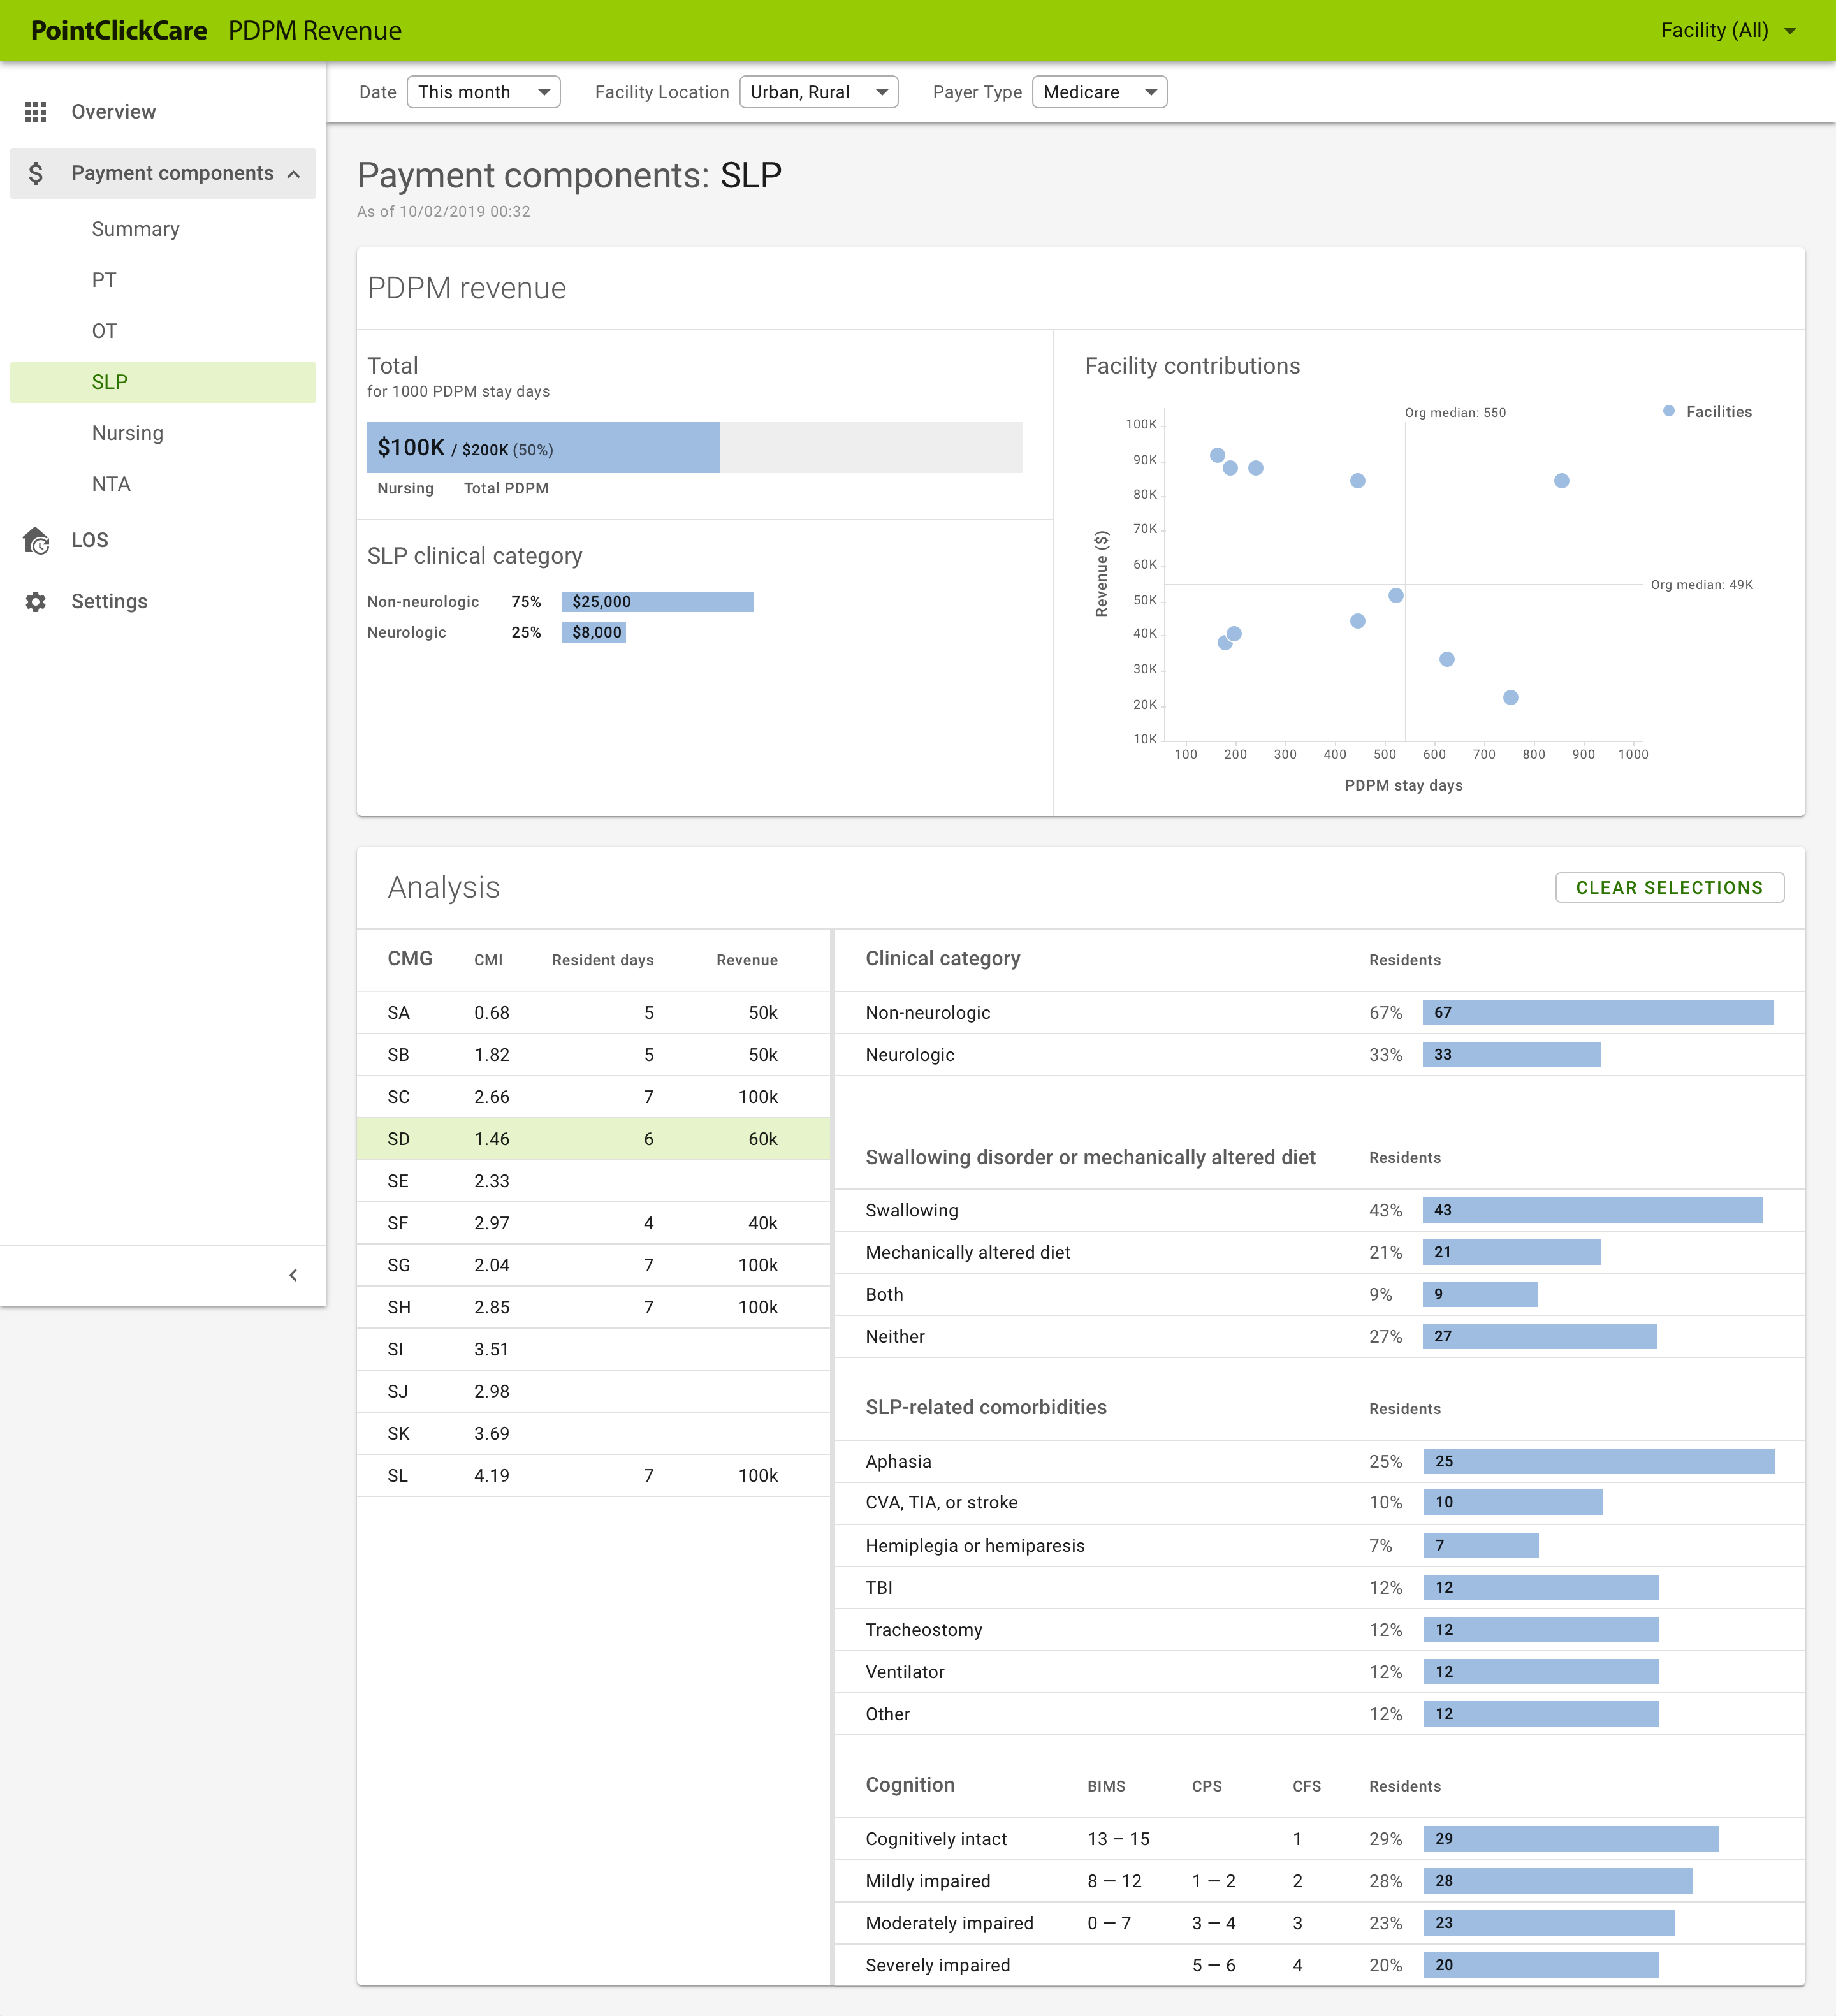 PointClickCare PDPM Revenue Facility (All)
Date This month Facility Location Urban, Rural Payer Type Medicare
Overview
Payment components
Summary
PT
OT
SLP
Nursing
NTA
LOS
Settings
Payment components: SLP
As of 10/02/2019 00:32
PDPM revenue
Total
for 1000 PDPM stay days
$100K / $200K (50%)
Nursing Total PDPM
SLP clinical category
Non-neurologic 75% $25,000
Neurologic 25% $8,000
Facility contributions
Org median: 550
Facilities
100K
90K
80K
70K
60K
50K
40K
30K
20K
10K
Revenue ($)
Org median: 49K
100 200 300 400 500 600 700 800 900 1000
PDPM stay days
Analysis
CLEAR SELECTIONS
CMG CMI Resident days Revenue
SA 0.68 5 50k
SB 1.82 5 50k
SC 2.66 7 100k
SD 1.46 6 60k
SE 2.33
SF 2.97 4 40k
SG 2.04 7 100k
SH 2.85 7 100k
SI 3.51
SJ 2.98
SK 3.69
SL 4.19 7 100k
Clinical category Residents
Non-neurologic 67% 67
Neurologic 33% 33
Swallowing disorder or mechanically altered diet Residents
Swallowing 43% 43
Mechanically altered diet 21% 21
Both 9% 9
Neither 27% 27
SLP-related comorbidities Residents
Aphasia 25% 25
CVA, TIA, or stroke 10% 10
Hemiplegia or hemiparesis 7% 7
TBI 12% 12
Tracheostomy 12% 12
Ventilator 12% 12
Other 12% 12
Cognition BIMS CPS CFS Residents
Cognitively intact 13 – 15 1 29% 29
Mildly impaired 8 — 12 1 — 2 2 28% 28
Moderately impaired 0 — 7 3 — 4 3 23% 23
Severely impaired 5 — 6 4 20% 20